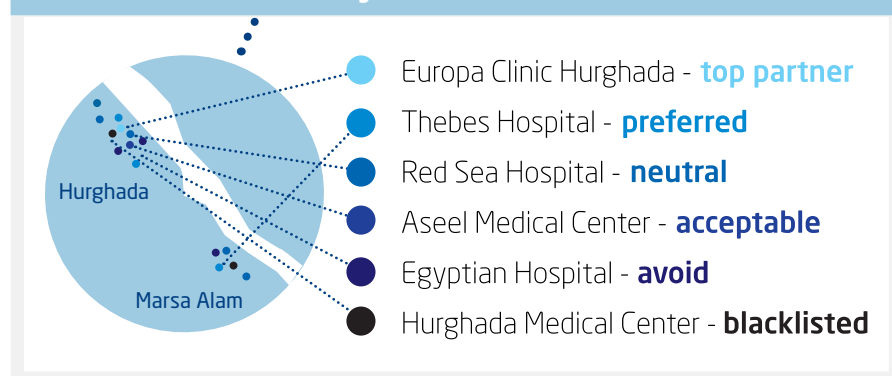 Europa Clinic Hurghada - top partner
Thebes Hospital - preferred
Red Sea Hospital - neutral
Hurghada
Aseel Medical Center - acceptable
Egyptian Hospital - avoid
Marsa Alam
Hurghada Medical Center - blacklisted